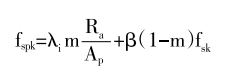 f_spk=λ_i m R_a/A_p+β(1-m)f_sk